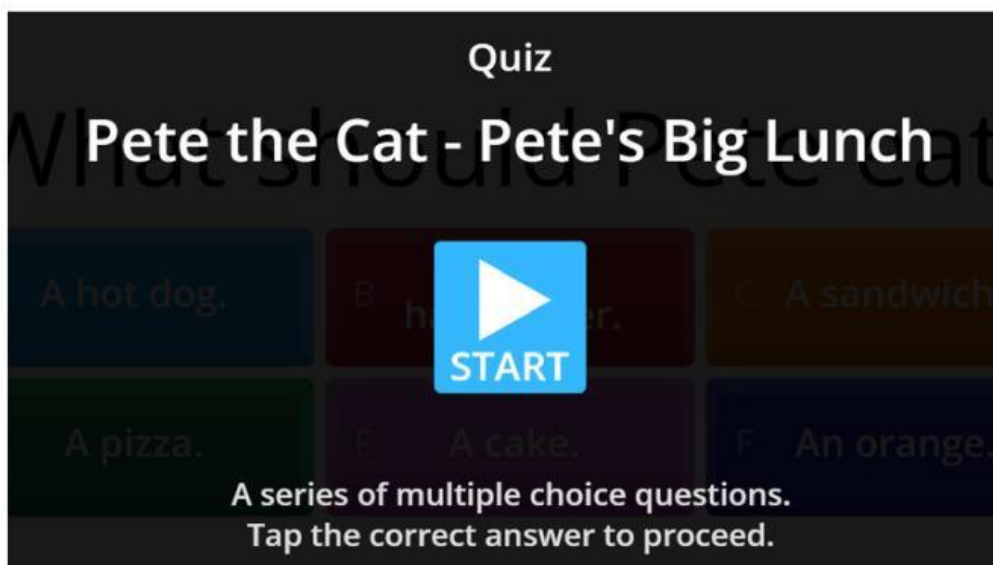 Quiz
Pete the Cat - Pete's Big Lunch
What should Pete eat
A hot dog.
B
C A sandwich
START
A pizza.
E A cake.
F An orange.
A series of multiple choice questions.
Tap the correct answer to proceed.